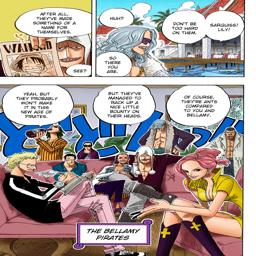 AFTER ALL,
THEY'VE MADE
SOMETHING OF
A NAME FOR
THEMSELVES.
WANTED
SEE?
HUH?
SO
THERE
YOU
ARE.
DON'T BE
TOO HARD
ON THEM.
SARQUISS!
LILY!
YEAH, BUT
THEY PROBABLY
WON'T MAKE
IT IN THIS
NEW AGE OF
PIRATES.
BUT THEY'VE
MANAGED TO
BACK UP A
NICE LITTLE
BOUNTY ON
THEIR HEADS.
OF COURSE,
THEY'RE ANTS
COMPARED
TO YOU AND
BELLAMY.
THE BELLAMY
PIRATES